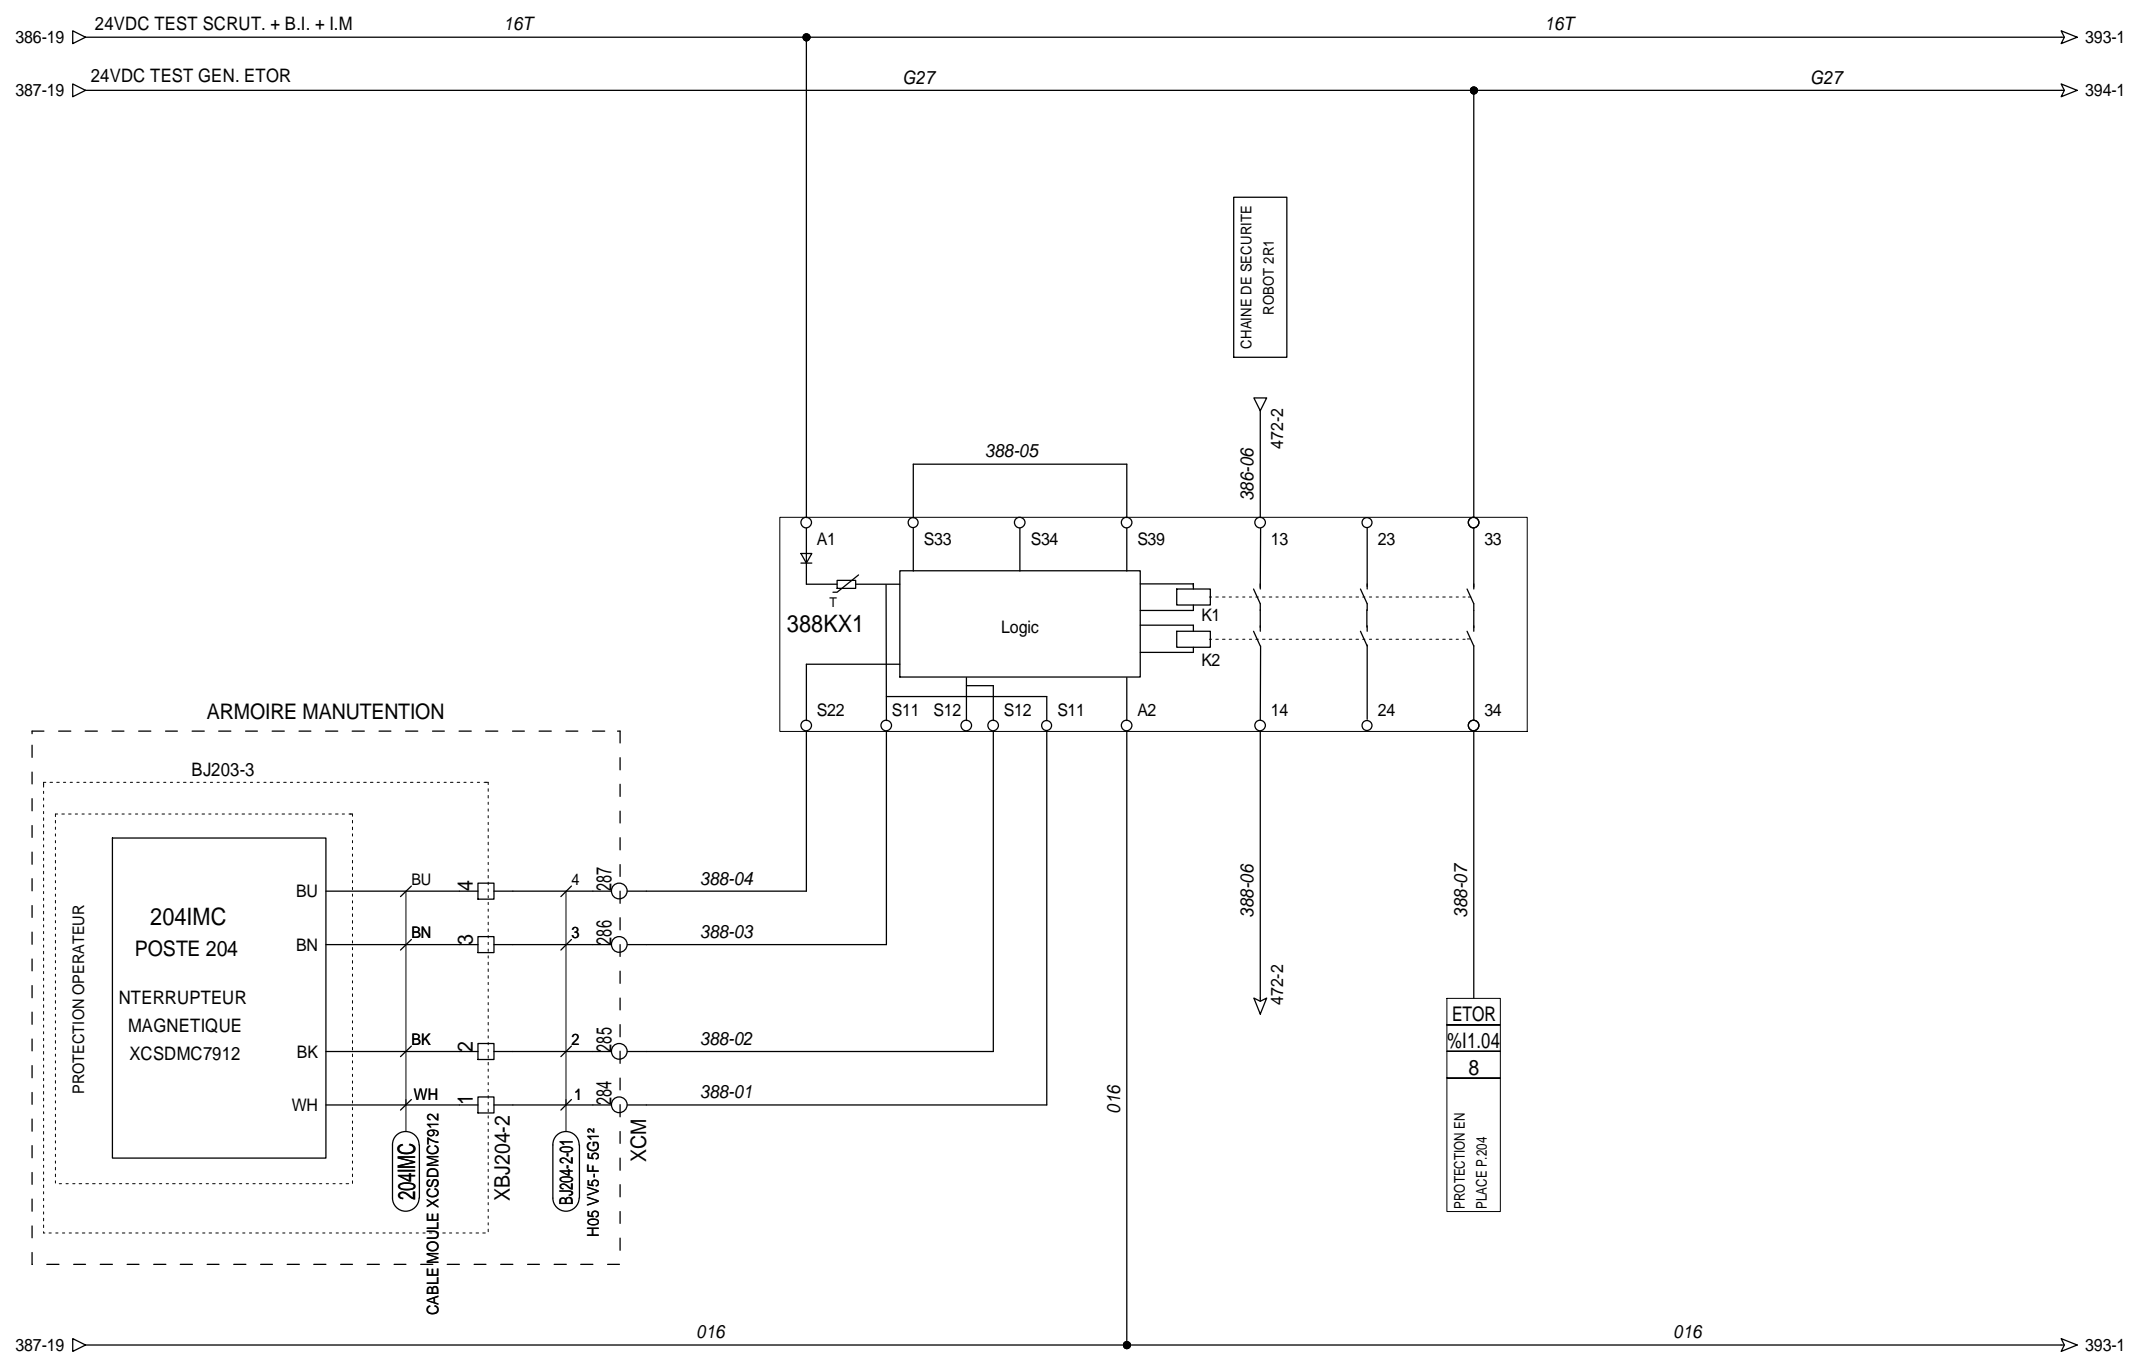 24VDC TEST SCRUT. + B.I. + I.M
16T
16T
386-19
393-1
24VDC TEST GEN. ETOR
G27
G27
387-19
394-1
CHAINE DE SECURITE
ROBOT 2R1
472-2
386-06
388-05
A1
S33
S34
S39
13
23
33
T
388KX1
Logic
K1
K2
S22
S11
S12
S12
S11
A2
14
24
34
ARMOIRE MANUTENTION
BJ203-3
PROTECTION OPERATEUR
204IMC
POSTE 204
NTERRUPTEUR
MAGNETIQUE
XCSDMC7912
BU
BU
4
4
287
388-04
BN
BN
3
3
286
388-03
BK
BK
2
2
285
388-02
WH
WH
1
1
284
388-01
204IMC
CABLE MOULE XCSDMC7912
XBJ204-2
BJ204-2-01
H05 VV5-F 5G1²
XCM
016
388-06
472-2
388-07
ETOR
%I1.04
8
PROTECTION EN
PLACE P.204
387-19
016
016
393-1